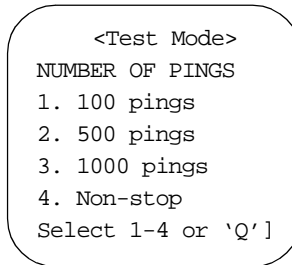 <Test Mode>
NUMBER OF PINGS
1. 100 pings
2. 500 pings
3. 1000 pings
4. Non-stop
Select 1-4 or ‘Q’]